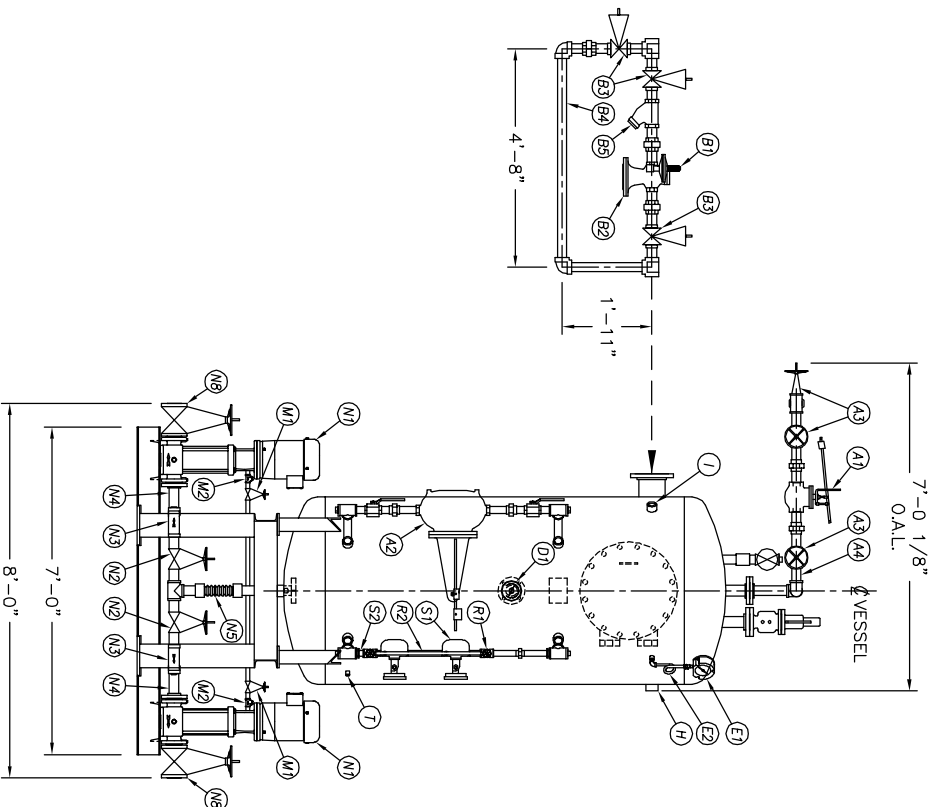 B3
B4
B5
B1
B2
B3
4'-8"
1'-11"
7'-0 1/8"
O.A.L.
A3
A1
A3
A4
℄ VESSEL
I
A2
D1
S1
R1
R2
S2
T
H
E2
E1
N8
N1
M1
M2
N4
N3
N2
N5
N2
N3
N4
M2
M1
N1
N8
7'-0"
8'-0"